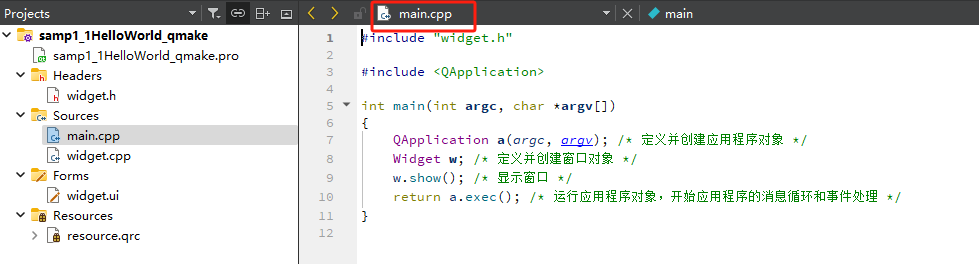 Projects
main.cpp
main
samp1_1HelloWorld_qmake
samp1_1HelloWorld_qmake.pro
Headers
widget.h
Sources
main.cpp
widget.cpp
Forms
widget.ui
Resources
resource.qrc
1 #include "widget.h"
2
3 #include <QApplication>
4
5 int main(int argc, char *argv[])
6 {
7     QApplication a(argc, argv); /* 定义并创建应用程序对象 */
8     Widget w; /* 定义并创建窗口对象 */
9     w.show(); /* 显示窗口 */
10     return a.exec(); /* 运行应用程序对象，开始应用程序的消息循环和事件处理 */
11 }
12